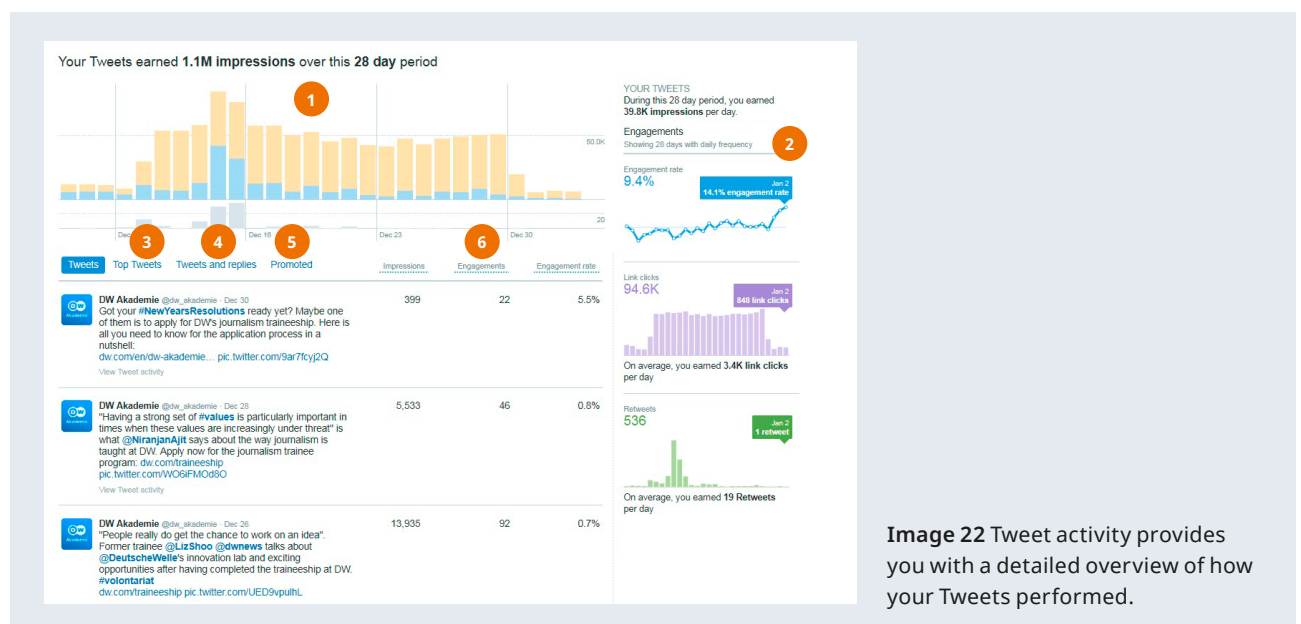 Your Tweets earned 1.1M impressions over this 28 day period
1
50.0K
20
Dec
Dec 16
Dec 23
Dec 30
3
4
5
6
Tweets
Top Tweets
Tweets and replies
Promoted
Impressions
Engagements
Engagement rate
DW Akademie @dw_akademie · Dec 30
399
22
5.5%
Got your #NewYearsResolutions ready yet? Maybe one
of them is to apply for DW's journalism traineeship. Here is
all you need to know for the application process in a
nutshell:
dw.com/en/dw-akademie… pic.twitter.com/9ar7fcyj2Q
View Tweet activity
DW Akademie @dw_akademie · Dec 28
5,533
46
0.8%
"Having a strong set of #values is particularly important in
times when these values are increasingly under threat" is
what @NiranjanAjit says about the way journalism is
taught at DW. Apply now for the journalism trainee
program: dw.com/traineeship
pic.twitter.com/WO6iFMOd8O
View Tweet activity
DW Akademie @dw_akademie · Dec 26
13,935
92
0.7%
"People really do get the chance to work on an idea".
Former trainee @LizShoo @dwnews talks about
@DeutscheWelle's innovation lab and exciting
opportunities after having completed the traineeship at DW.
#volontariat
dw.com/traineeship pic.twitter.com/UED9vpulhL
YOUR TWEETS
During this 28 day period, you earned
39.8K impressions per day.
Engagements
Showing 28 days with daily frequency
2
Engagement rate
9.4%
Jan 2
14.1% engagement rate
Link clicks
94.6K
Jan 2
848 link clicks
On average, you earned 3.4K link clicks
per day
Retweets
536
Jan 2
1 retweet
On average, you earned 19 Retweets
per day
Image 22 Tweet activity provides
you with a detailed overview of how
your Tweets performed.